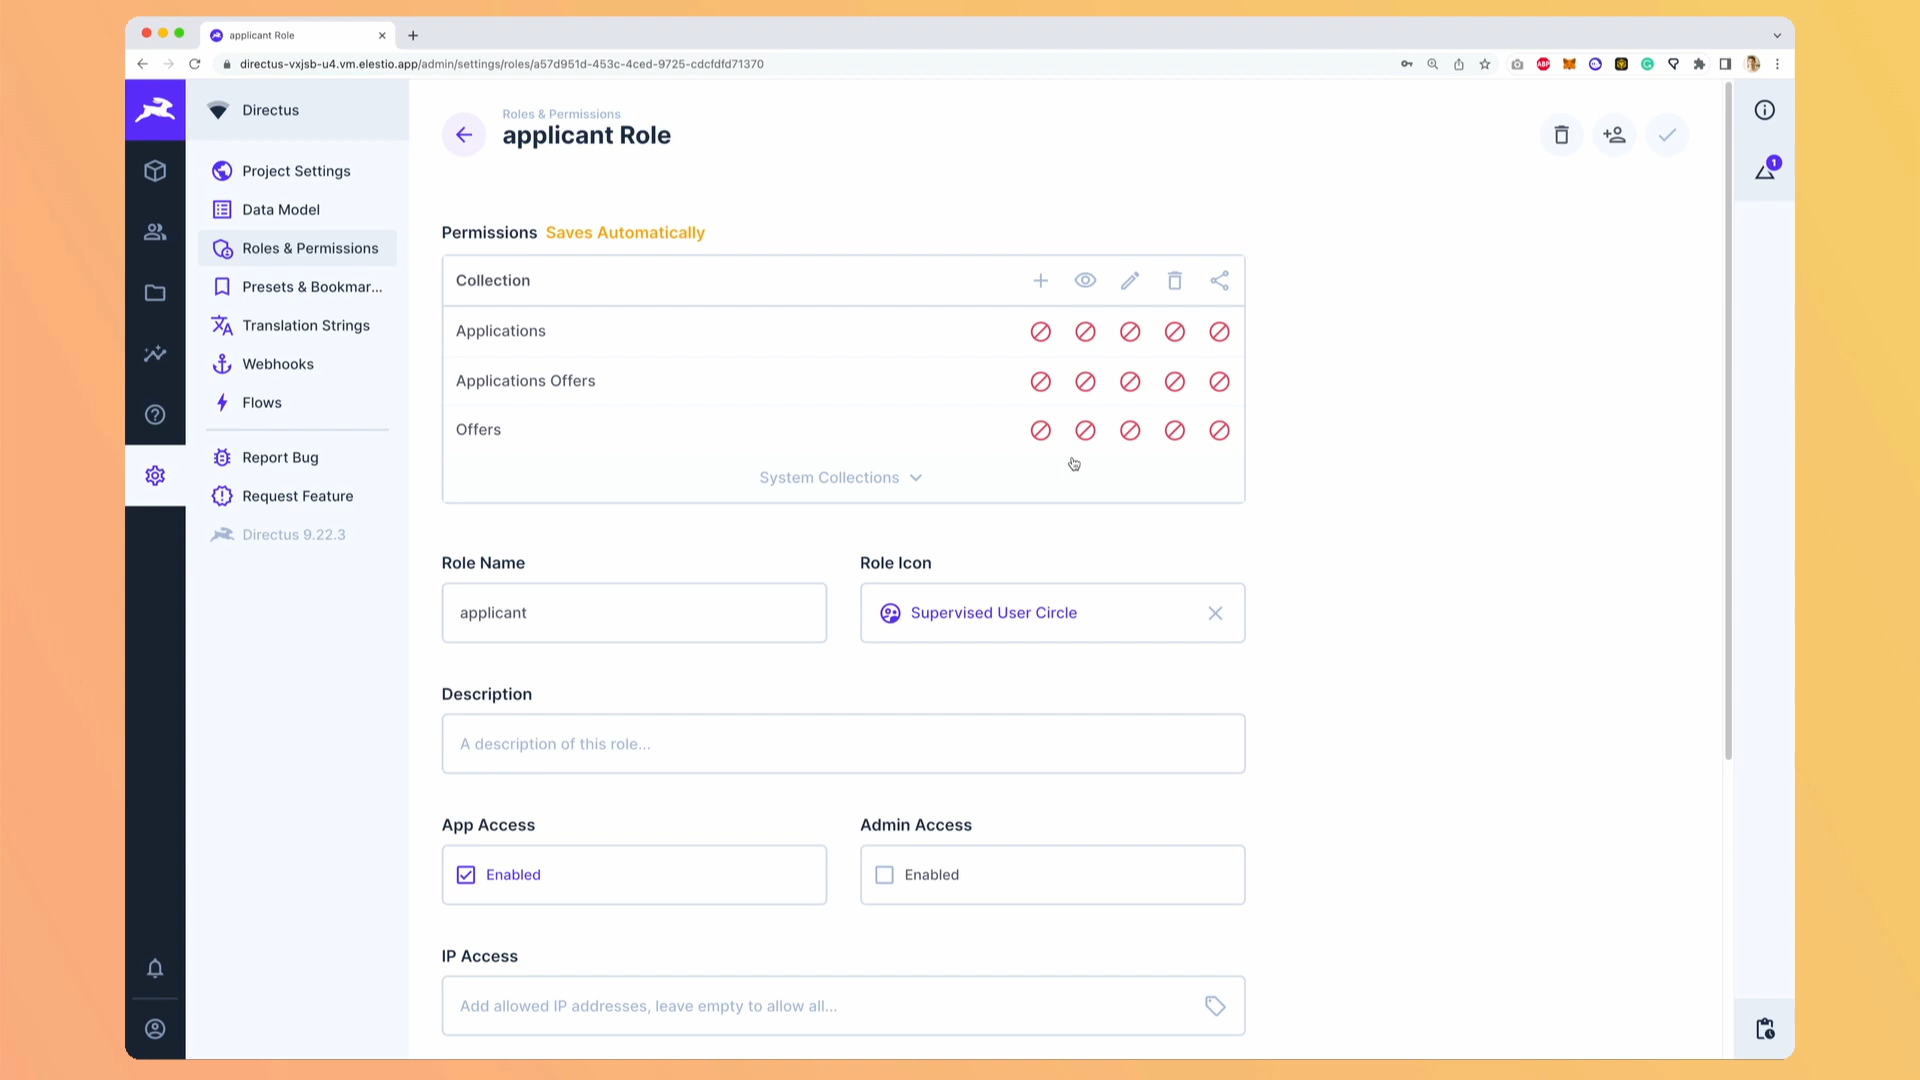 applicant Role
directus-vxjsb-u4.vm.elestio.app/admin/settings/roles/a57d951d-453c-4ced-9725-cdcfdfd71370
ABP
Directus
Project Settings
Data Model
Roles & Permissions
Presets & Bookmar...
Translation Strings
Webhooks
Flows
Report Bug
Request Feature
Directus 9.22.3
Roles & Permissions
applicant Role
1
Permissions Saves Automatically
Collection
Applications
Applications Offers
Offers
System Collections
Role Name
Role Icon
applicant
Supervised User Circle
Description
A description of this role...
App Access
Admin Access
Enabled
Enabled
IP Access
Add allowed IP addresses, leave empty to allow all...